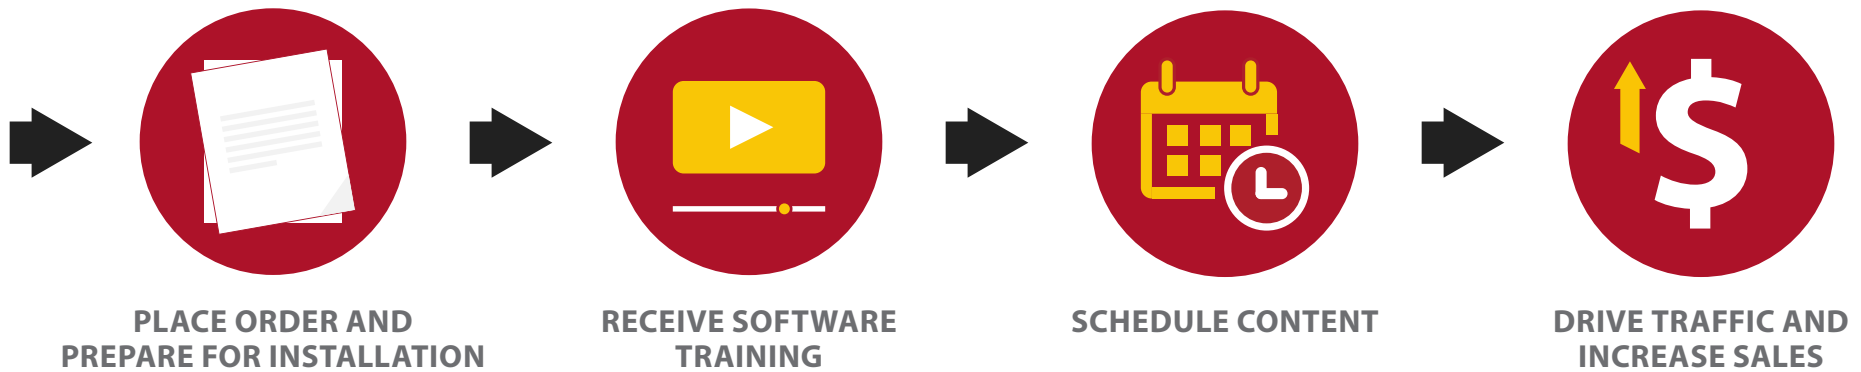 PLACE ORDER AND
PREPARE FOR INSTALLATION
RECEIVE SOFTWARE
TRAINING
SCHEDULE CONTENT
DRIVE TRAFFIC AND
INCREASE SALES